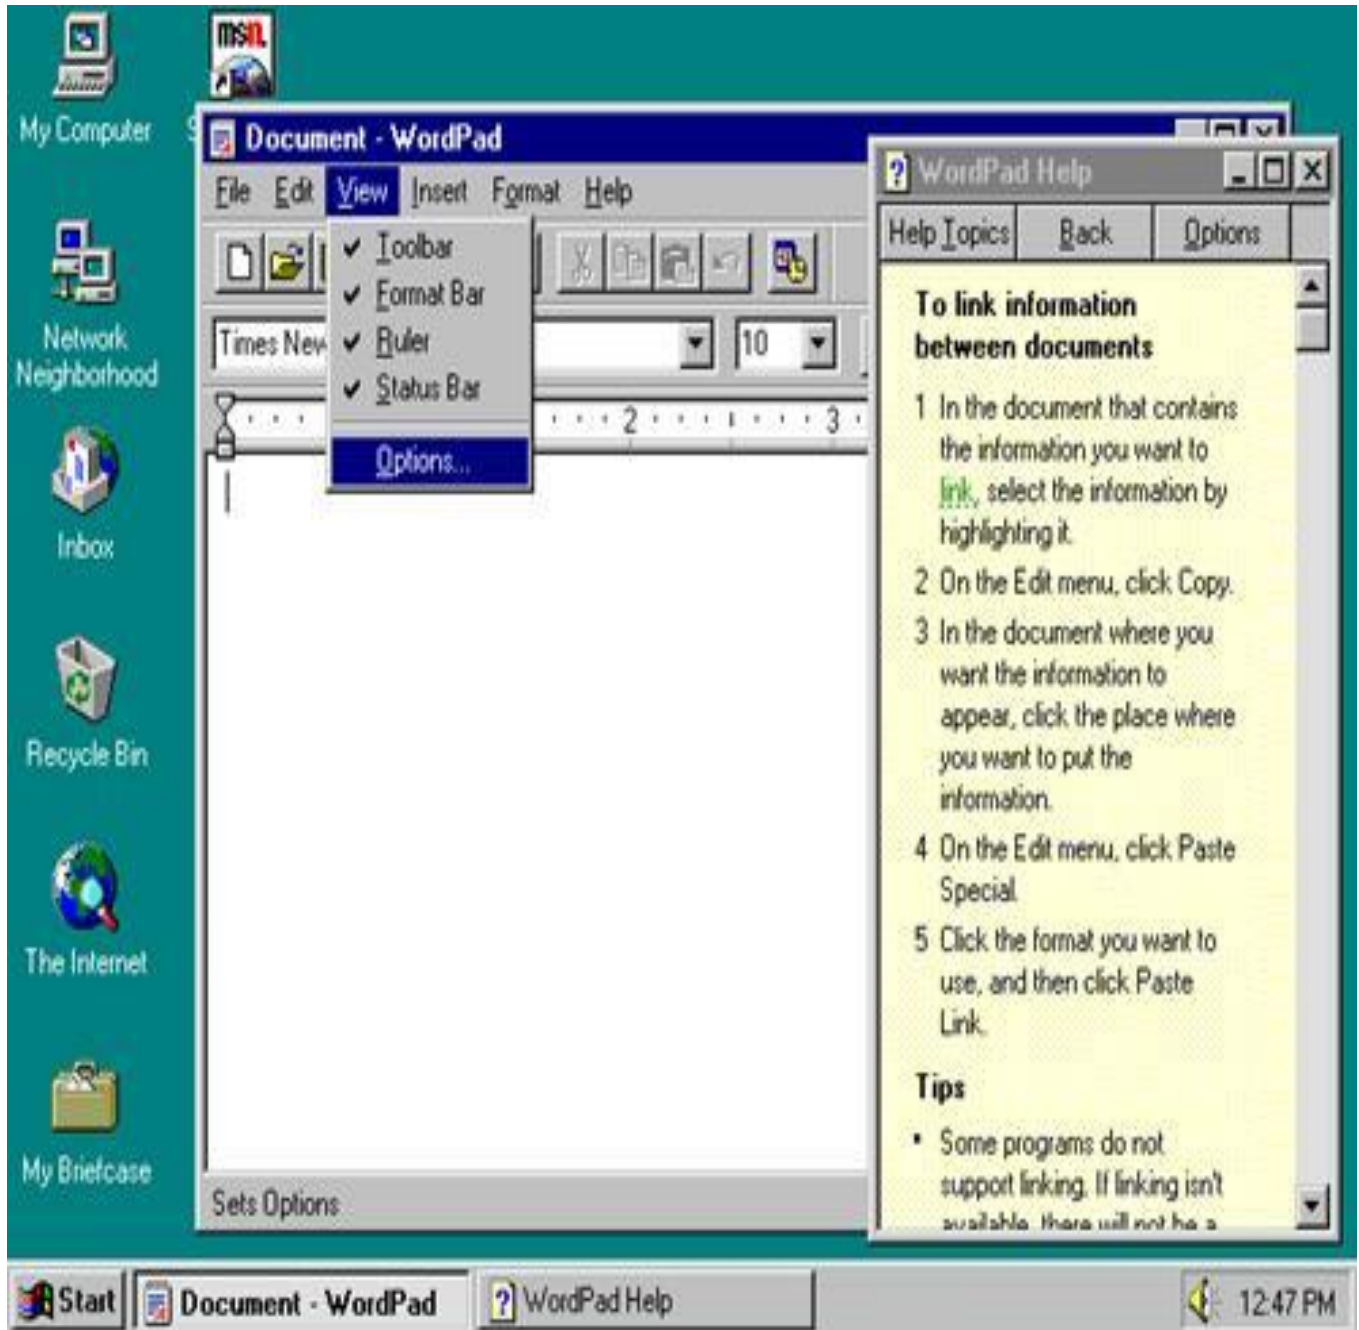 msn.
My Computer
S
Network
Neighborhood
Inbox
Recycle Bin
The Internet
My Briefcase
Document - WordPad
File Edit View Insert Format Help
Toolbar
Format Bar
Ruler
Status Bar
Options...
Times New
10
2
3
Sets Options
WordPad Help
Help Topics Back Options
To link information
between documents
1 In the document that contains
the information you want to
link, select the information by
highlighting it.
2 On the Edit menu, click Copy.
3 In the document where you
want the information to
appear, click the place where
you want to put the
information.
4 On the Edit menu, click Paste
Special.
5 Click the format you want to
use, and then click Paste
Link.
Tips
▪ Some programs do not
support linking. If linking isn't
available, there will not be a
Start Document - WordPad WordPad Help 12:47 PM